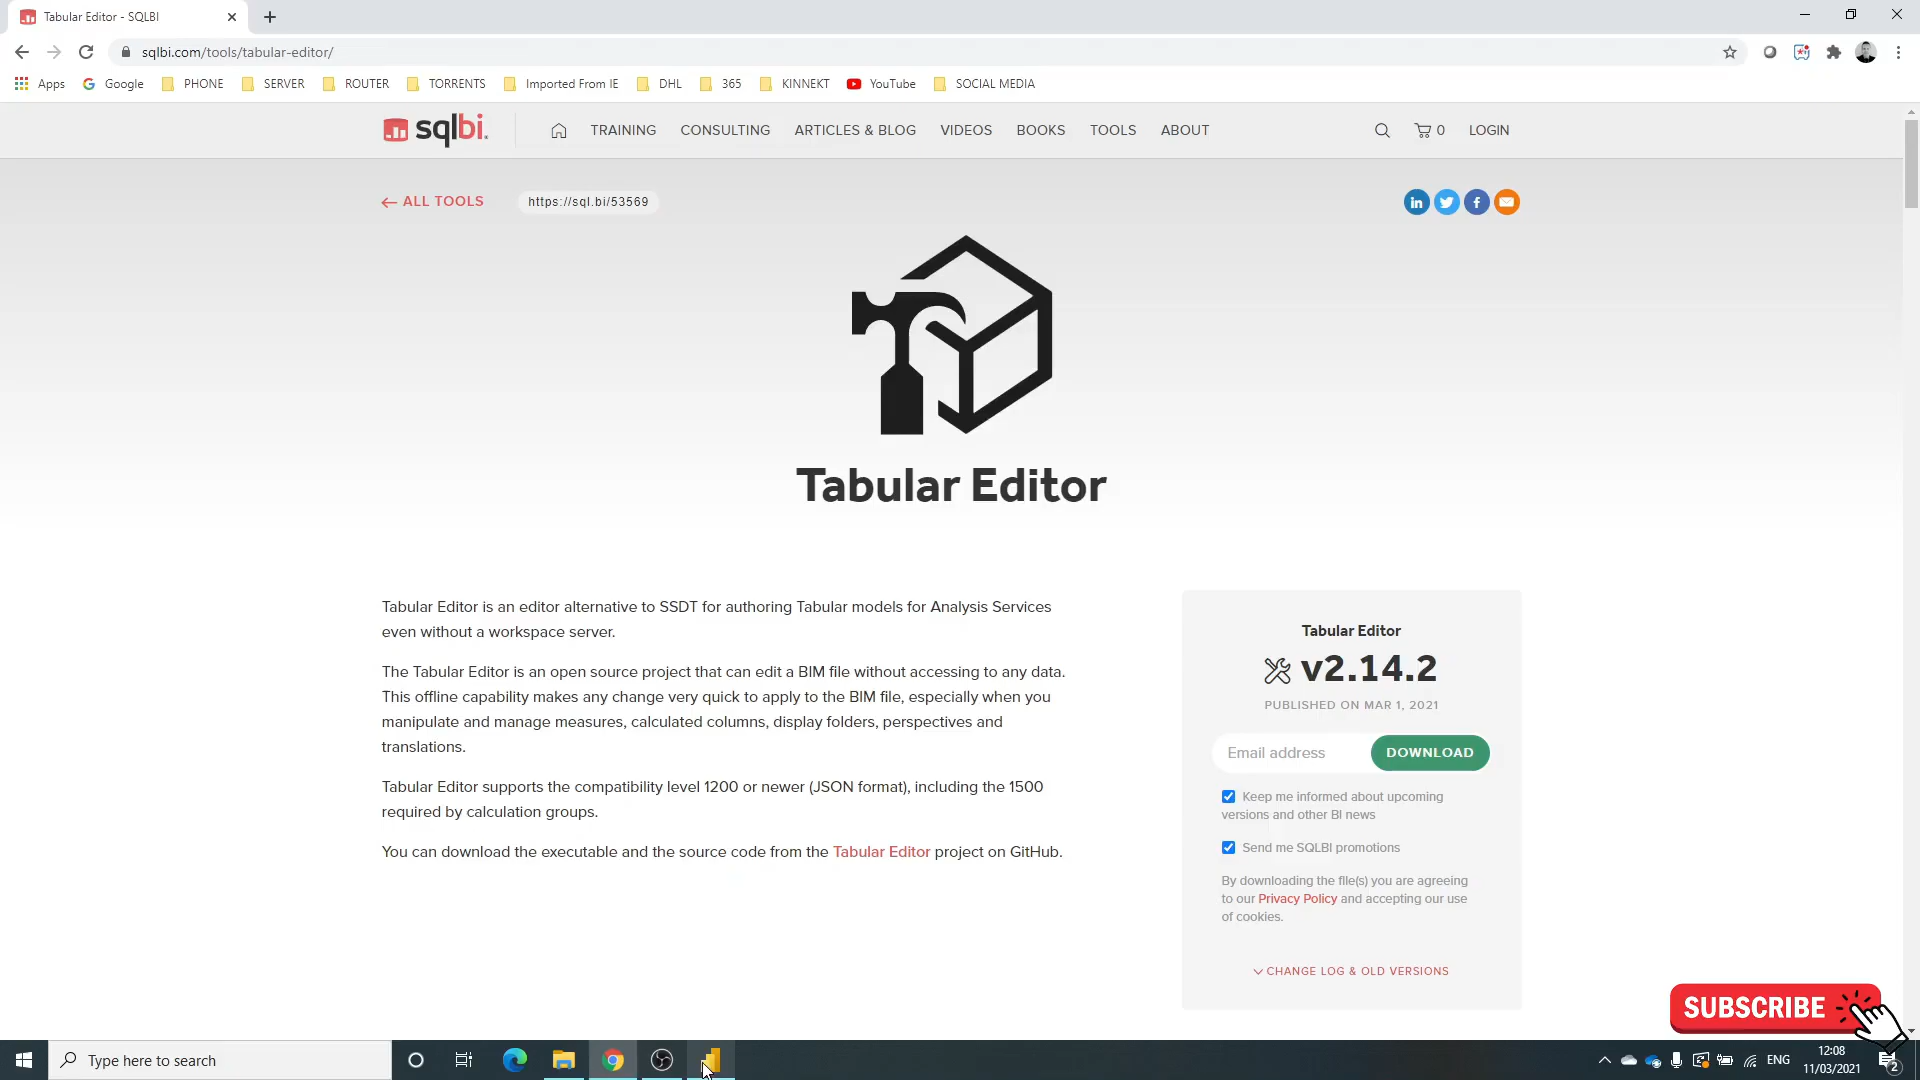 Tabular Editor - SQLBI
sqlbi.com/tools/tabular-editor/
Apps Google PHONE SERVER ROUTER TORRENTS Imported From IE DHL 365 KINNEKT YouTube SOCIAL MEDIA
sqlbi. TRAINING CONSULTING ARTICLES & BLOG VIDEOS BOOKS TOOLS ABOUT 0 LOGIN
ALL TOOLS https://sql.bi/53569
Tabular Editor
Tabular Editor is an editor alternative to SSDT for authoring Tabular models for Analysis Services
even without a workspace server.
The Tabular Editor is an open source project that can edit a BIM file without accessing to any data.
This offline capability makes any change very quick to apply to the BIM file, especially when you
manipulate and manage measures, calculated columns, display folders, perspectives and
translations.
Tabular Editor supports the compatibility level 1200 or newer (JSON format), including the 1500
required by calculation groups.
You can download the executable and the source code from the Tabular Editor project on GitHub.
Tabular Editor
v2.14.2
PUBLISHED ON MAR 1, 2021
Email address DOWNLOAD
Keep me informed about upcoming
versions and other BI news
Send me SQLBI promotions
By downloading the file(s) you are agreeing
to our Privacy Policy and accepting our use
of cookies.
CHANGE LOG & OLD VERSIONS
SUBSCRIBE
Type here to search
ENG
12:08
11/03/2021
2